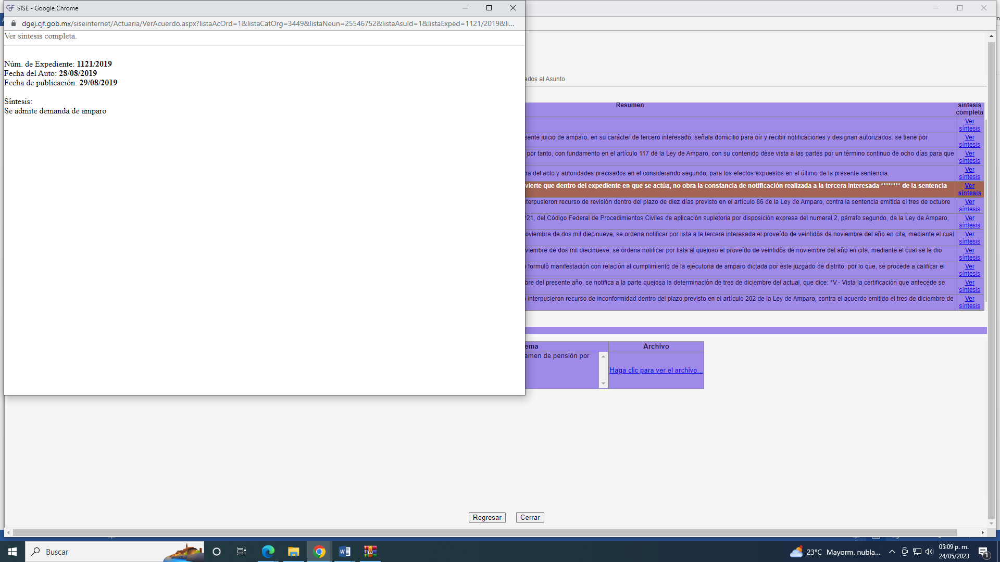 SISE - Google Chrome
dgej.cjf.gob.mx/siseinternet/Actuaria/VerAcuerdo.aspx?listaAcOrd=1&listaCatOrg=3449&listaNeun=25546752&listaAsuId=1&listaExped=1121/2019&li...
Ver síntesis completa.
Núm. de Expediente: 1121/2019
Fecha del Auto: 28/08/2019
Fecha de publicación: 29/08/2019
Síntesis:
Se admite demanda de amparo
ados al Asunto
Resumen
síntesis
completa
Ver
síntesis
sente juicio de amparo, en su carácter de tercero interesado, señala domicilio para oír y recibir notificaciones y designan autorizados. se tiene por
Ver
síntesis
por tanto, con fundamento en el artículo 117 de la Ley de Amparo, con su contenido dése vista a las partes por un término continuo de ocho días para que
Ver
síntesis
ra del acto y autoridades precisados en el considerando segundo, para los efectos expuestos en el último de la presente sentencia.
Ver
síntesis
vierte que dentro del expediente en que se actúa, no obra la constancia de notificación realizada a la tercera interesada ******** de la sentencia
Ver
síntesis
nterpusieron recurso de revisión dentro del plazo de diez días previsto en el artículo 86 de la Ley de Amparo, contra la sentencia emitida el tres de octubre
Ver
síntesis
221, del Código Federal de Procedimientos Civiles de aplicación supletoria por disposición expresa del numeral 2, párrafo segundo, de la Ley de Amparo,
Ver
síntesis
oviembre de dos mil diecinueve, se ordena notificar por lista a la tercera interesada el proveído de veintidós de noviembre del año en cita, mediante el cual
Ver
síntesis
viembre de dos mil diecinueve, se ordena notificar por lista al quejoso el proveído de veintidós de noviembre del año en cita, mediante el cual se le dio
Ver
síntesis
o formuló manifestación con relación al cumplimiento de la ejecutoria de amparo dictada por este juzgado de distrito; por lo que, se procede a calificar el
Ver
síntesis
bre del presente año, se notifica a la parte quejosa la determinación de tres de diciembre del actual, que dice: *V.- Vista la certificación que antecede se
Ver
síntesis
o interpusieron recurso de inconformidad dentro del plazo previsto en el artículo 202 de la Ley de Amparo, contra el acuerdo emitido el tres de diciembre de
Ver
síntesis
ema
Archivo
amen de pensión por
Haga clic para ver el archivo...
Regresar
Cerrar
Buscar
23°C Mayorm. nubla...
05:09 p. m.
24/05/2023
1